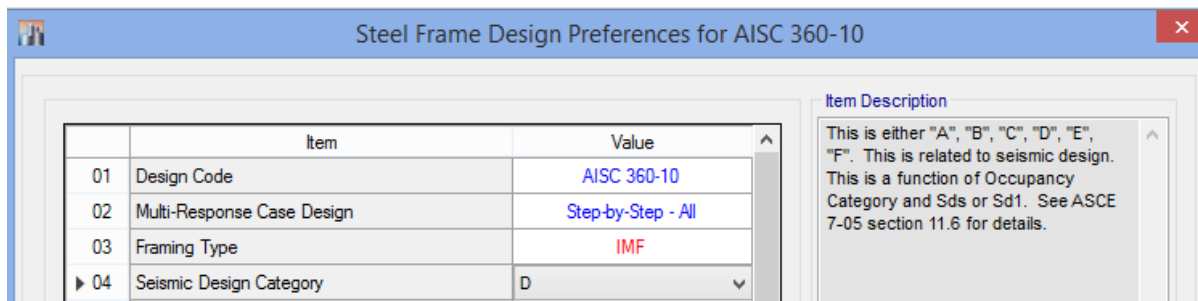 Steel Frame Design Preferences for AISC 360-10
Item Value
01 Design Code AISC 360-10
02 Multi-Response Case Design Step-by-Step - All
03 Framing Type IMF
04 Seismic Design Category D
Item Description
This is either "A", "B", "C", "D", "E",
"F". This is related to seismic design.
This is a function of Occupancy
Category and Sds or Sd1. See ASCE
7-05 section 11.6 for details.